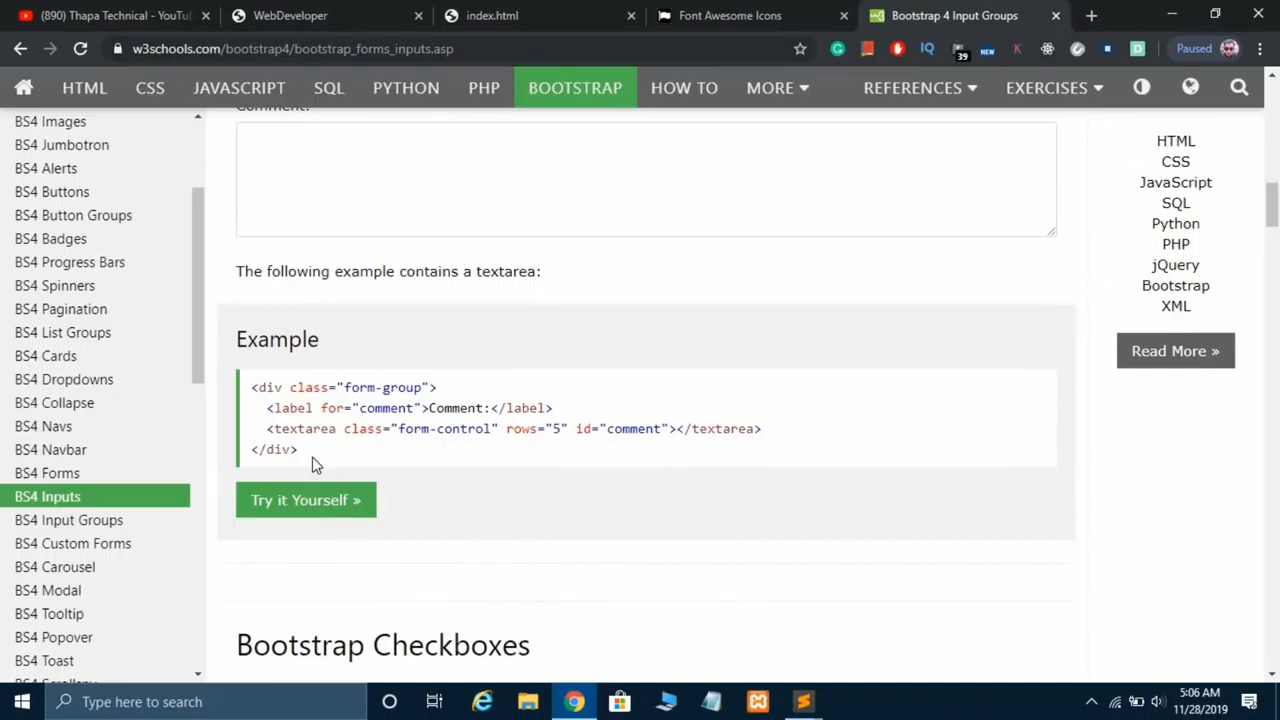 (890) Thapa Technical - YouTu
WebDeveloper
index.html
Font Awesome Icons
Bootstrap 4 Input Groups
w3schools.com/bootstrap4/bootstrap_forms_inputs.asp
IQ
39
NEW
K
D
Paused
HTML
CSS
JAVASCRIPT
SQL
PYTHON
PHP
BOOTSTRAP
HOW TO
MORE
REFERENCES
EXERCISES
BS4 Images
BS4 Jumbotron
BS4 Alerts
BS4 Buttons
BS4 Button Groups
BS4 Badges
BS4 Progress Bars
BS4 Spinners
BS4 Pagination
BS4 List Groups
BS4 Cards
BS4 Dropdowns
BS4 Collapse
BS4 Navs
BS4 Navbar
BS4 Forms
BS4 Inputs
BS4 Input Groups
BS4 Custom Forms
BS4 Carousel
BS4 Modal
BS4 Tooltip
BS4 Popover
BS4 Toast
Comment:
The following example contains a textarea:
Example
<div class="form-group">
<label for="comment">Comment:</label>
<textarea class="form-control" rows="5" id="comment"></textarea>
</div>
Try it Yourself »
Bootstrap Checkboxes
HTML
CSS
JavaScript
SQL
Python
PHP
jQuery
Bootstrap
XML
Read More »
Type here to search
5:06 AM
11/28/2019